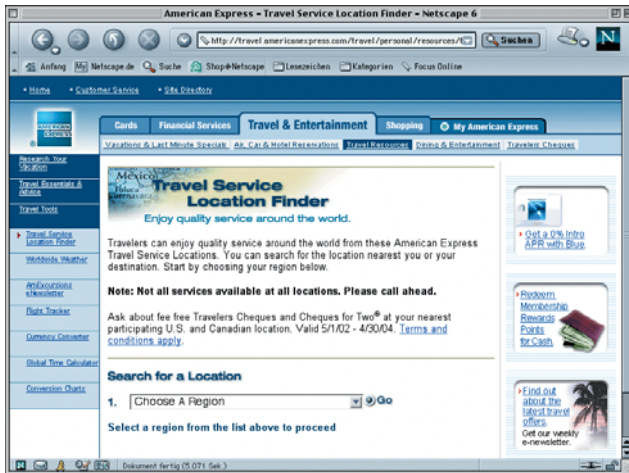 American Express - Travel Service Location Finder - Netscape 6
http://travel.americanexpress.com/travel/personal/resources/
Suchen
N
Anfang My Netscape.de Suche Shop@Netscape Lesezeichen Kategorien Focus Online
• Home • Customer Service • Site Directory
AMERICAN EXPRESS
Cards Financial Services Travel & Entertainment Shopping My American Express
Vacations & Last Minute Specials Air, Car & Hotel Reservations Travel Resources Dining & Entertainment Travelers Cheques
Research Your
Vacation
Travel Essentials &
Advice
Travel Tools
Travel Service
Location Finder
Worldwide Weather
AmExcursions
eNewsletter
Flight Tracker
Currency Converter
Global Time Calculator
Conversion Charts
México
Toluca
Cuernavaca
Travel Service
Location Finder
Enjoy quality service around the world.
Travelers can enjoy quality service around the world from these American Express
Travel Service Locations. You can search for the location nearest you or your
destination. Start by choosing your region below.
Note: Not all services available at all locations. Please call ahead.
Ask about fee free Travelers Cheques and Cheques for Two® at your nearest
participating U.S. and Canadian location. Valid 5/1/02 - 4/30/04. Terms and
conditions apply.
Search for a Location
1. Choose A Region Go
Select a region from the list above to proceed
Get a 0% Intro
APR with Blue.
Redeem
Membership
Rewards
Points
for Cash.
Find out
about the
latest travel
offers.
Get our weekly
e-newsletter.
Dokument fertig (5.071 Sek.)